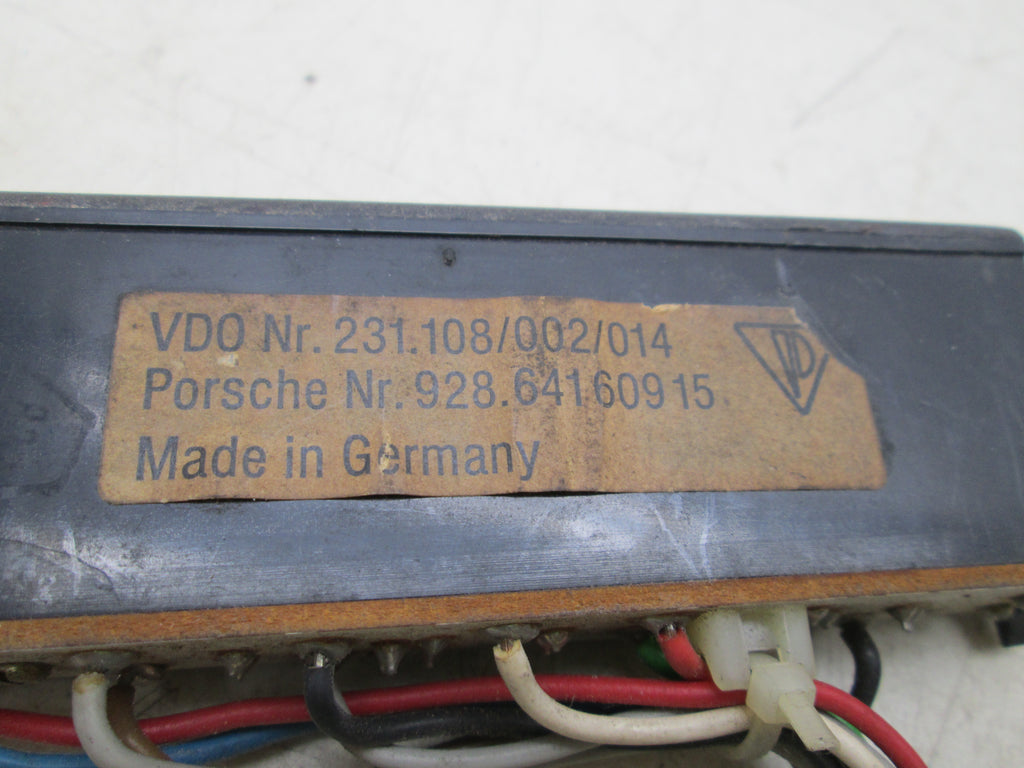 VDO Nr. 231.108/002/014
Porsche Nr. 928.64160915.
Made in Germany